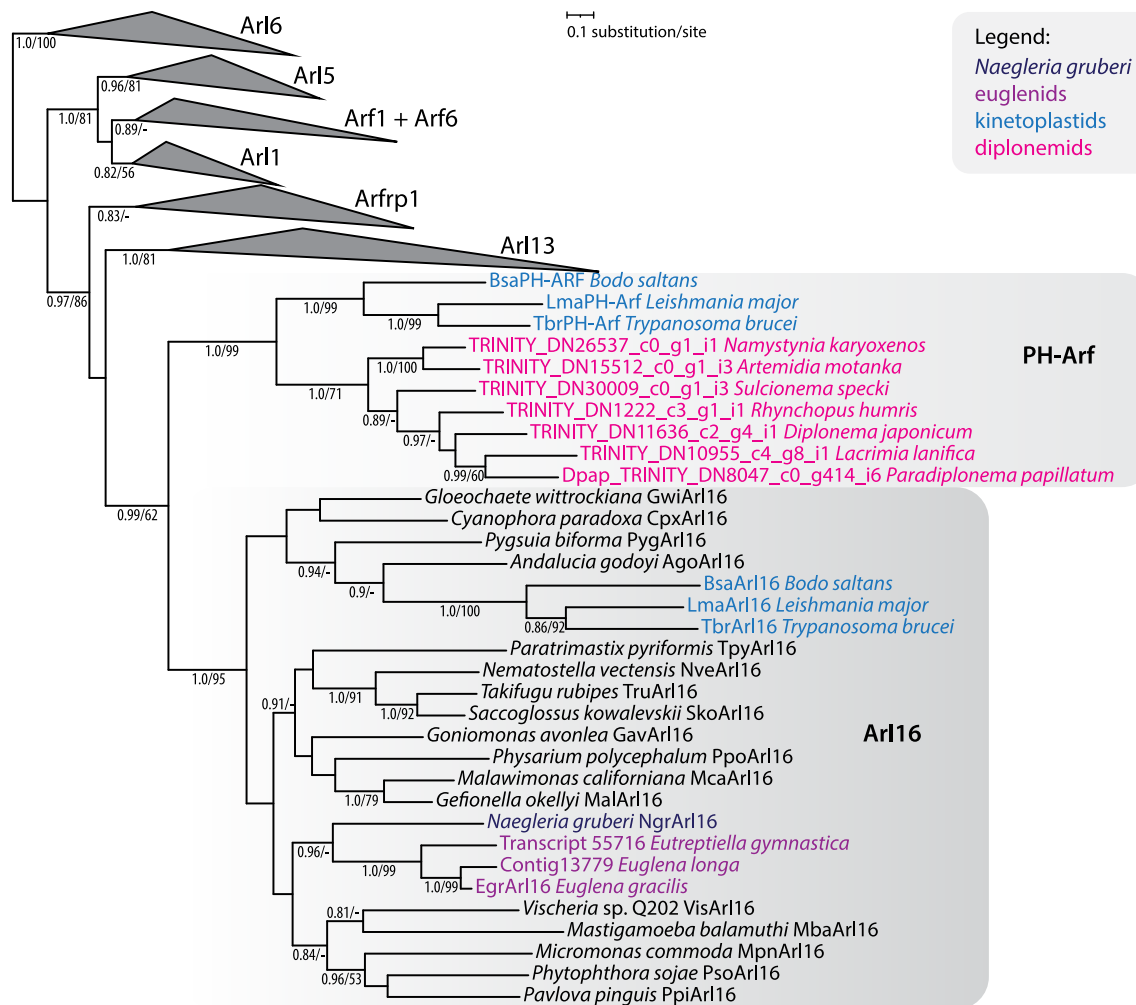 Arl6
1.0/100
0.1 substitution/site
Legend:
Naegleria gruberi
euglenids
kinetoplastids
diplonemids
Arl5
0.96/81
1.0/81
Arf1 + Arf6
0.89/-
Arl1
0.82/56
Arfrp1
0.83/-
Arl13
1.0/81
0.97/86
BsaPH-ARF Bodo saltans
1.0/99
LmaPH-Arf Leishmania major
1.0/99
TbrPH-Arf Trypanosoma brucei
1.0/99
TRINITY_DN26537_c0_g1_i1 Namystynia karyoxenos
1.0/100
PH-Arf
TRINITY_DN15512_c0_g1_i3 Artemidia motanka
1.0/71
TRINITY_DN30009_c0_g1_i3 Sulcionema specki
0.89/-
TRINITY_DN1222_c3_g1_i1 Rhynchopus humris
0.97/-
TRINITY_DN11636_c2_g4_i1 Diplonema japonicum
TRINITY_DN10955_c4_g8_i1 Lacrimia lanifica
0.99/60
Dpap_TRINITY_DN8047_c0_g414_i6 Paradiplonema papillatum
0.99/62
Gloeochaete wittrockiana GwiArl16
Cyanophora paradoxa CpxArl16
Pygsuia biforma PygArl16
0.94/-
Andalucia godoyi AgoArl16
0.9/-
BsaArl16 Bodo saltans
1.0/100
LmaArl16 Leishmania major
0.86/92
TbrArl16 Trypanosoma brucei
Paratrimastix pyriformis TpyArl16
1.0/95
Nematostella vectensis NveArl16
1.0/91
Takifugu rubipes TruArl16
0.91/-
1.0/92
Saccoglossus kowalevskii SkoArl16
Goniomonas avonlea GavArl16
Arl16
Physarium polycephalum PpoArl16
Malawimonas californiana McaArl16
1.0/79
Gefionella okellyi MalArl16
Naegleria gruberi NgrArl16
0.96/-
Transcript 55716 Eutreptiella gymnastica
1.0/99
Contig13779 Euglena longa
1.0/99
EgrArl16 Euglena gracilis
0.81/-
Vischeria sp. Q202 VisArl16
Mastigamoeba balamuthi MbaArl16
0.84/-
Micromonas commoda MpnArl16
0.96/53
Phytophthora sojae PsoArl16
Pavlova pinguis PpiArl16